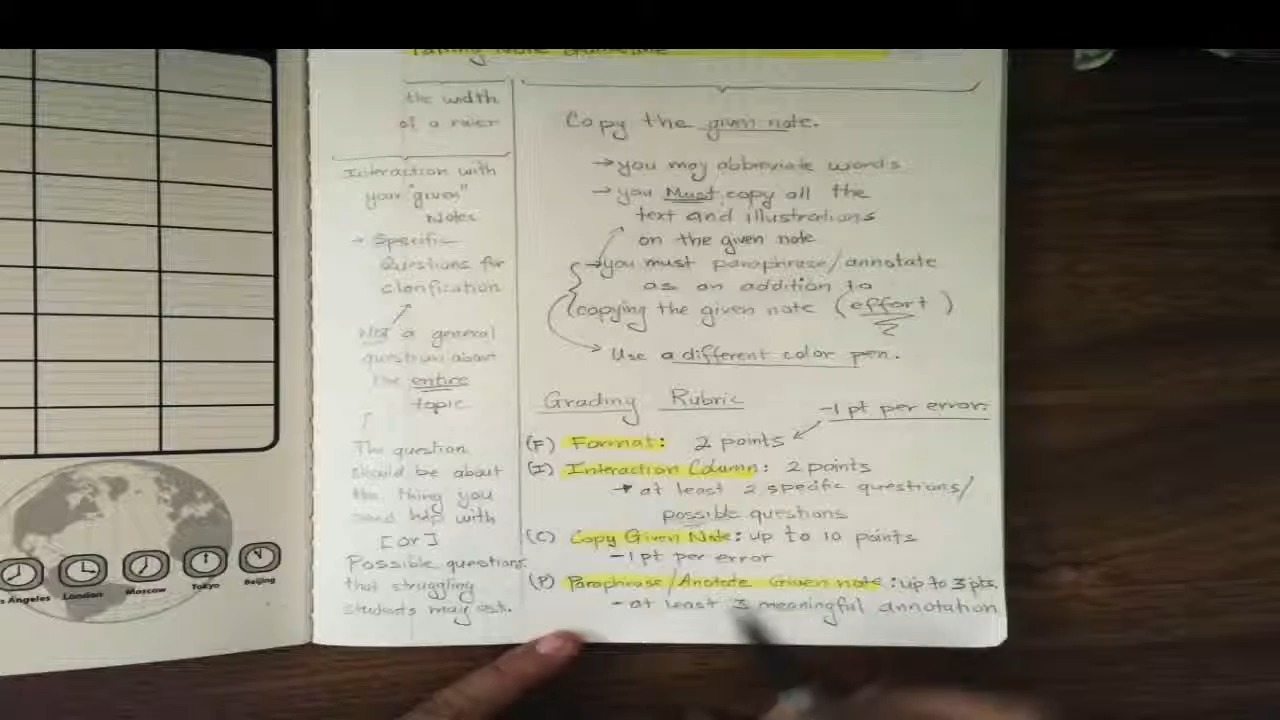 Taking Note Guideline
the width
of a ruler
Interaction with
your "given"
Notes
→ Specific
Questions for
clarification
Not a general
question about
the entire
topic
The question
should be about
the thing you
need help with
[or]
Possible questions
that struggling
students may ask.
Copy the given note.
→ you may abbreviate words
→ you Must copy all the
text and illustrations
on the given note
→ you must paraphrase/annotate
as an addition to
copying the given note (effort)
Use a different color pen.
Grading Rubric
-1 pt per error.
(F) Format: 2 points
(I) Interaction Column: 2 points
→ at least 2 specific questions/
possible questions
(C) Copy Given Note: up to 10 points
-1 pt per error
(P) Paraphrase/Anotate Given note: up to 3 pts.
- at least 3 meaningful annotation
s Angeles
London
Moscow
Tokyo
Beijing